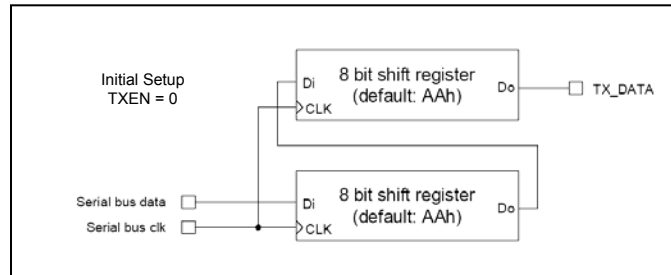 Initial Setup
TXEN = 0
8 bit shift register
(default: AAh)
Di
CLK
Do
TX_DATA
8 bit shift register
(default: AAh)
Serial bus data
Di
Do
Serial bus clk
CLK